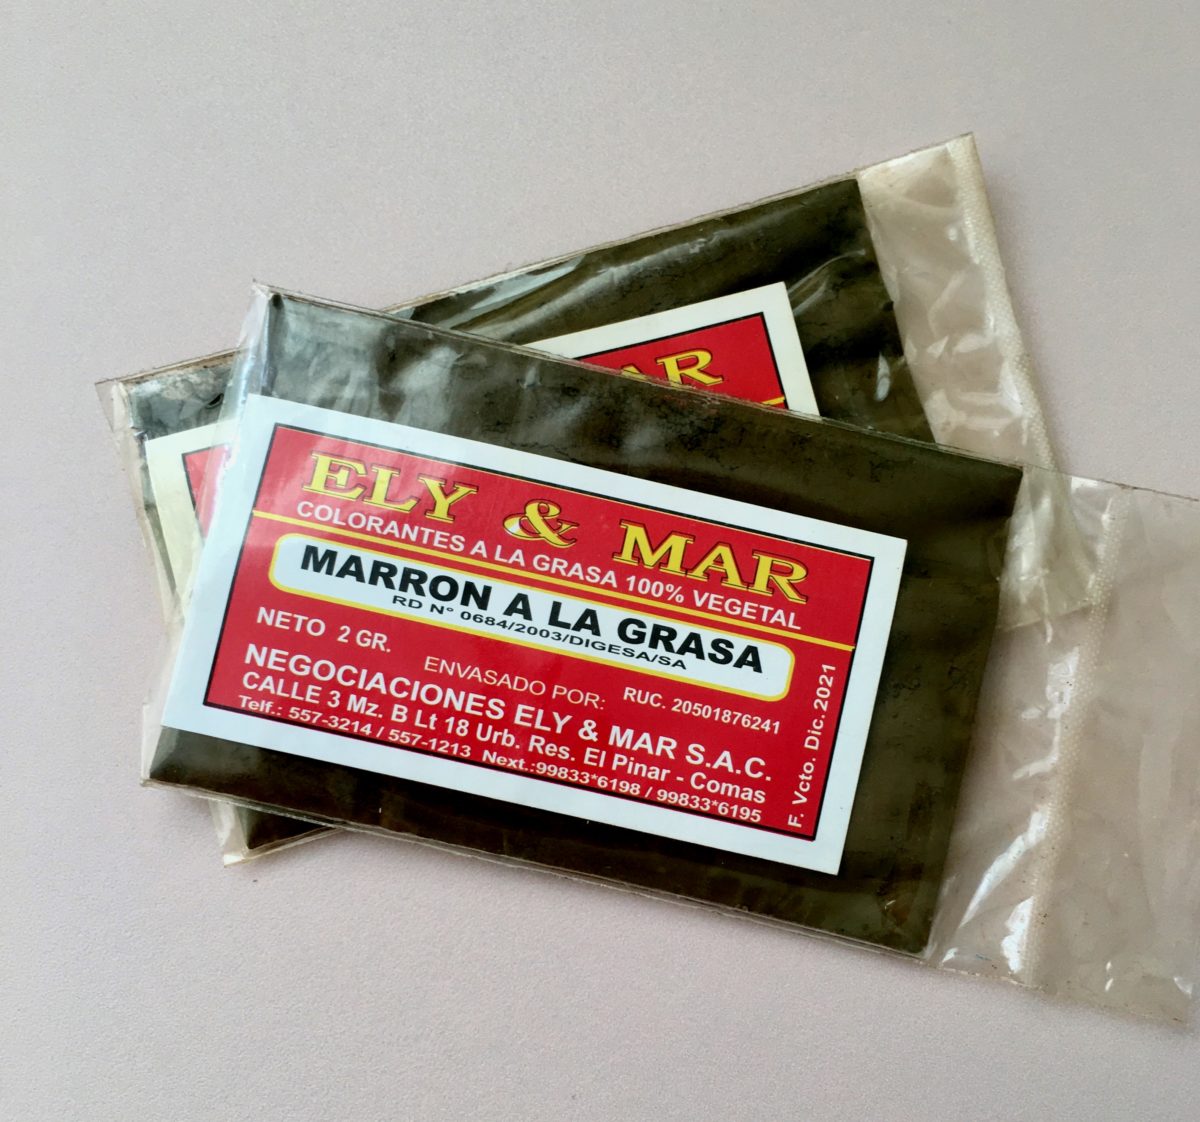 AR
ELY & MAR
COLORANTES A LA GRASA 100% VEGETAL
MARRON A LA GRASA
RD N° 0684/2003/DIGESA/SA
NETO 2 GR.
ENVASADO POR:
RUC. 20501876241
NEGOCIACIONES ELY & MAR S.A.C.
CALLE 3 Mz. B Lt 18 Urb. Res. El Pinar - Comas
Telf.: 557-3214 / 557-1213 Next.:99833*6198 / 99833*6195
F. Vcto. Dic. 2021